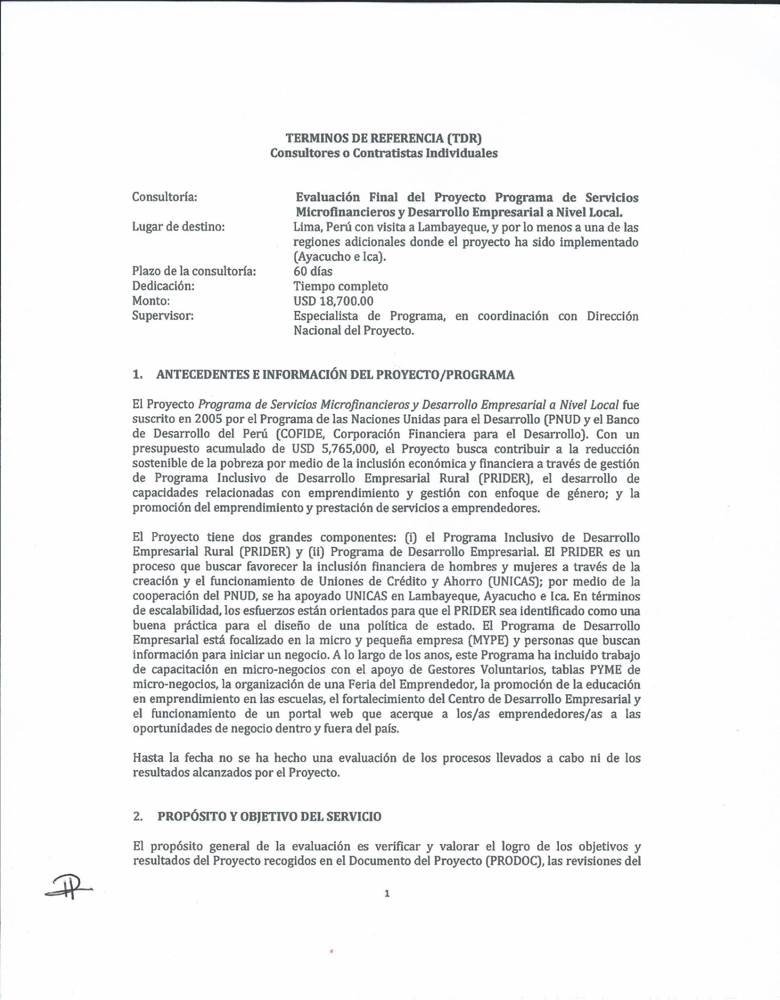 TERMINOS DE REFERENCIA (TDR)
Consultores o Contratistas Individuales
Consultoría: Evaluación Final del Proyecto Programa de Servicios
Microfinancieros y Desarrollo Empresarial a Nivel Local.
Lugar de destino: Lima, Perú con visita a Lambayeque, y por lo menos a una de las
regiones adicionales donde el proyecto ha sido implementado
(Ayacucho e Ica).
Plazo de la consultoría: 60 días
Dedicación: Tiempo completo
Monto: USD 18,700.00
Supervisor: Especialista de Programa, en coordinación con Dirección
Nacional del Proyecto.
1. ANTECEDENTES E INFORMACIÓN DEL PROYECTO/PROGRAMA
El Proyecto Programa de Servicios Microfinancieros y Desarrollo Empresarial a Nivel Local fue
suscrito en 2005 por el Programa de las Naciones Unidas para el Desarrollo (PNUD y el Banco
de Desarrollo del Perú (COFIDE, Corporación Financiera para el Desarrollo). Con un
presupuesto acumulado de USD 5,765,000, el Proyecto busca contribuir a la reducción
sostenible de la pobreza por medio de la inclusión económica y financiera a través de gestión
de Programa Inclusivo de Desarrollo Empresarial Rural (PRIDER), el desarrollo de
capacidades relacionadas con emprendimiento y gestión con enfoque de género; y la
promoción del emprendimiento y prestación de servicios a emprendedores.
El Proyecto tiene dos grandes componentes: (i) el Programa Inclusivo de Desarrollo
Empresarial Rural (PRIDER) y (ii) Programa de Desarrollo Empresarial. El PRIDER es un
proceso que buscar favorecer la inclusión financiera de hombres y mujeres a través de la
creación y el funcionamiento de Uniones de Crédito y Ahorro (UNICAS); por medio de la
cooperación del PNUD, se ha apoyado UNICAS en Lambayeque, Ayacucho e Ica. En términos
de escalabilidad, los esfuerzos están orientados para que el PRIDER sea identificado como una
buena práctica para el diseño de una política de estado. El Programa de Desarrollo
Empresarial está focalizado en la micro y pequeña empresa (MYPE) y personas que buscan
información para iniciar un negocio. A lo largo de los anos, este Programa ha incluido trabajo
de capacitación en micro-negocios con el apoyo de Gestores Voluntarios, tablas PYME de
micro-negocios, la organización de una Feria del Emprendedor, la promoción de la educación
en emprendimiento en las escuelas, el fortalecimiento del Centro de Desarrollo Empresarial y
el funcionamiento de un portal web que acerque a los/as emprendedores/as a las
oportunidades de negocio dentro y fuera del país.
Hasta la fecha no se ha hecho una evaluación de los procesos llevados a cabo ni de los
resultados alcanzados por el Proyecto.
2. PROPÓSITO Y OBJETIVO DEL SERVICIO
El propósito general de la evaluación es verificar y valorar el logro de los objetivos y
resultados del Proyecto recogidos en el Documento del Proyecto (PRODOC), las revisiones del
1